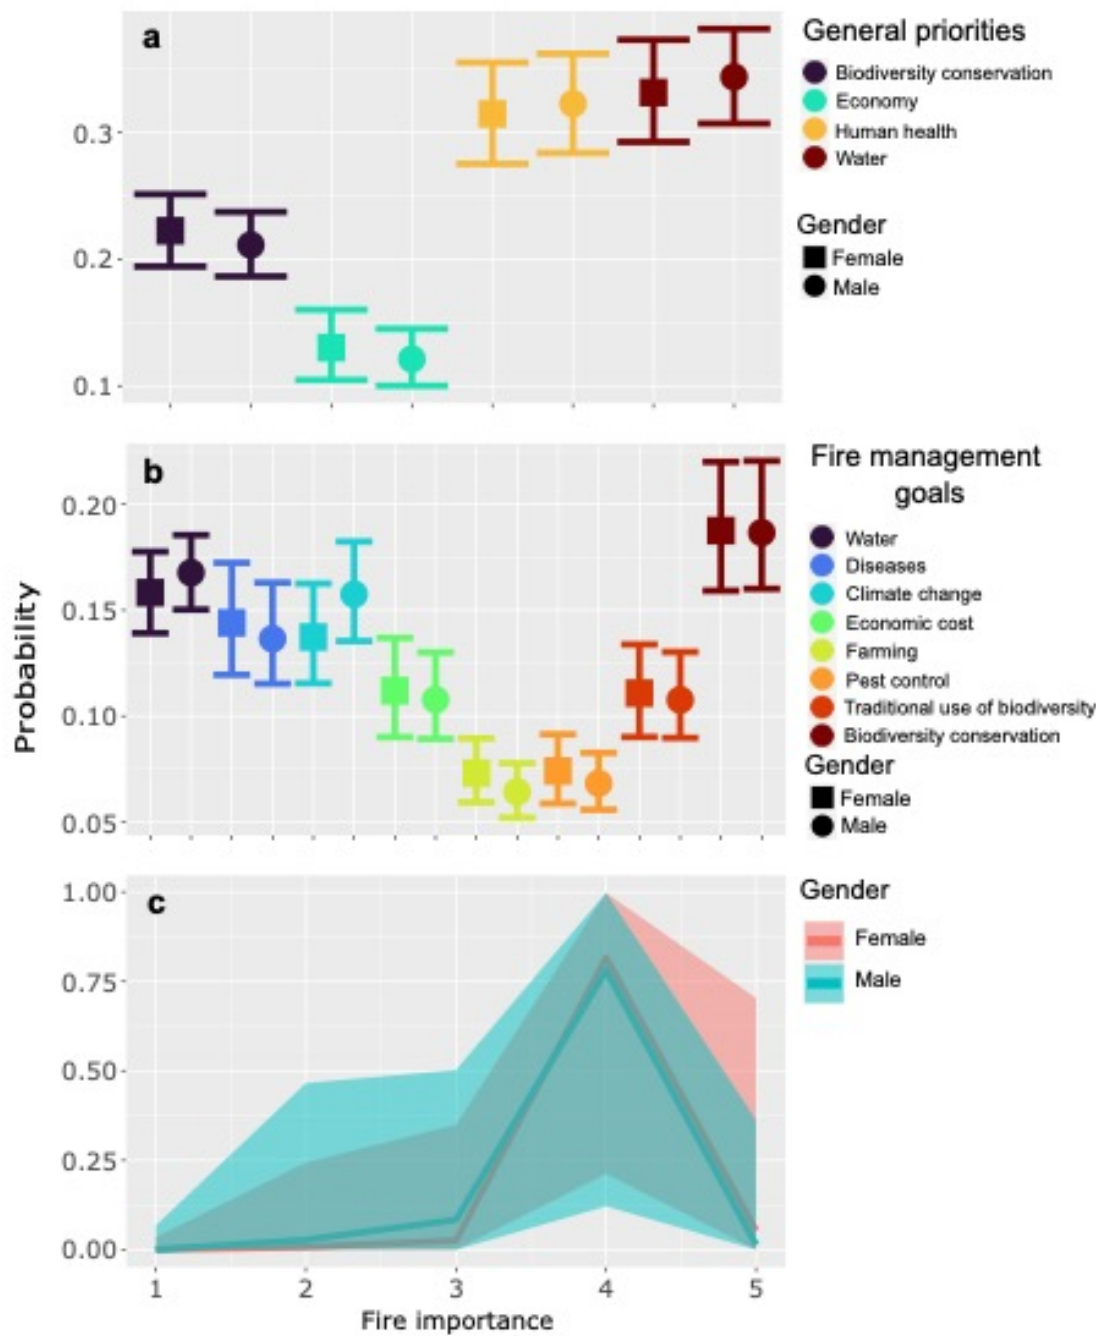 a
General priorities
Biodiversity conservation
Economy
Human health
Water
Gender
Female
Male
0.3
0.2
0.1
b
Fire management
goals
Water
Diseases
Climate change
Economic cost
Farming
Pest control
Traditional use of biodiversity
Biodiversity conservation
Gender
Female
Male
0.20
0.15
0.10
0.05
Probability
c
Gender
Female
Male
1.00
0.75
0.50
0.25
0.00
1 2 3 4 5
Fire importance